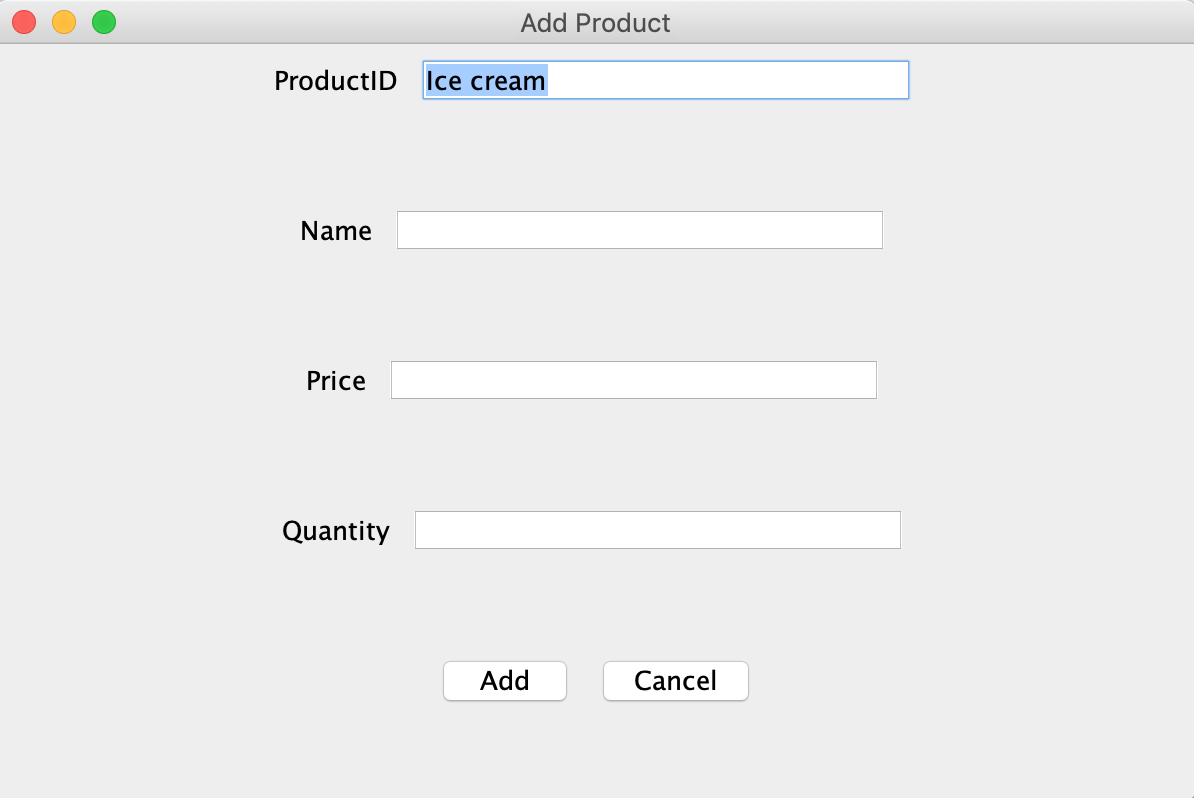 Add Product
ProductID Ice cream
Name
Price
Quantity
Add Cancel